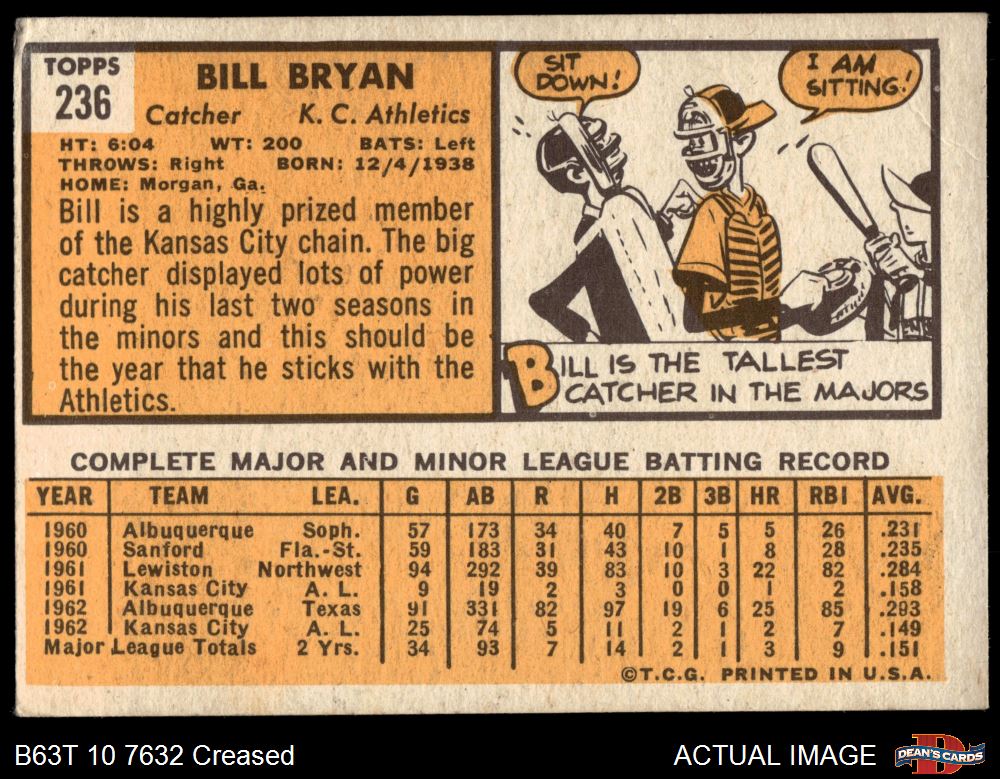 TOPPS
236
BILL BRYAN
Catcher K. C. Athletics
HT: 6:04 WT: 200 BATS: Left
THROWS: Right BORN: 12/4/1938
HOME: Morgan, Ga.
Bill is a highly prized member
of the Kansas City chain. The big
catcher displayed lots of power
during his last two seasons in
the minors and this should be
the year that he sticks with the
Athletics.
SIT
DOWN!
I AM
SITTING!
BILL IS THE TALLEST
CATCHER IN THE MAJORS
COMPLETE MAJOR AND MINOR LEAGUE BATTING RECORD
YEAR TEAM LEA. G AB R H 2B 3B HR RBI AVG.
1960 Albuquerque Soph. 57 173 34 40 7 5 5 26 .231
1960 Sanford Fla.-St. 59 183 31 43 10 1 8 28 .235
1961 Lewiston Northwest 94 292 39 83 10 3 22 82 .284
1961 Kansas City A. L. 9 19 2 3 0 0 1 2 .158
1962 Albuquerque Texas 91 331 82 97 19 6 25 85 .293
1962 Kansas City A. L. 25 74 5 11 2 1 2 7 .149
Major League Totals 2 Yrs. 34 93 7 14 2 1 3 9 .151
©T.C.G. PRINTED IN U.S.A.
B63T 10 7632 Creased
ACTUAL IMAGE
D
DEAN'S CARDS